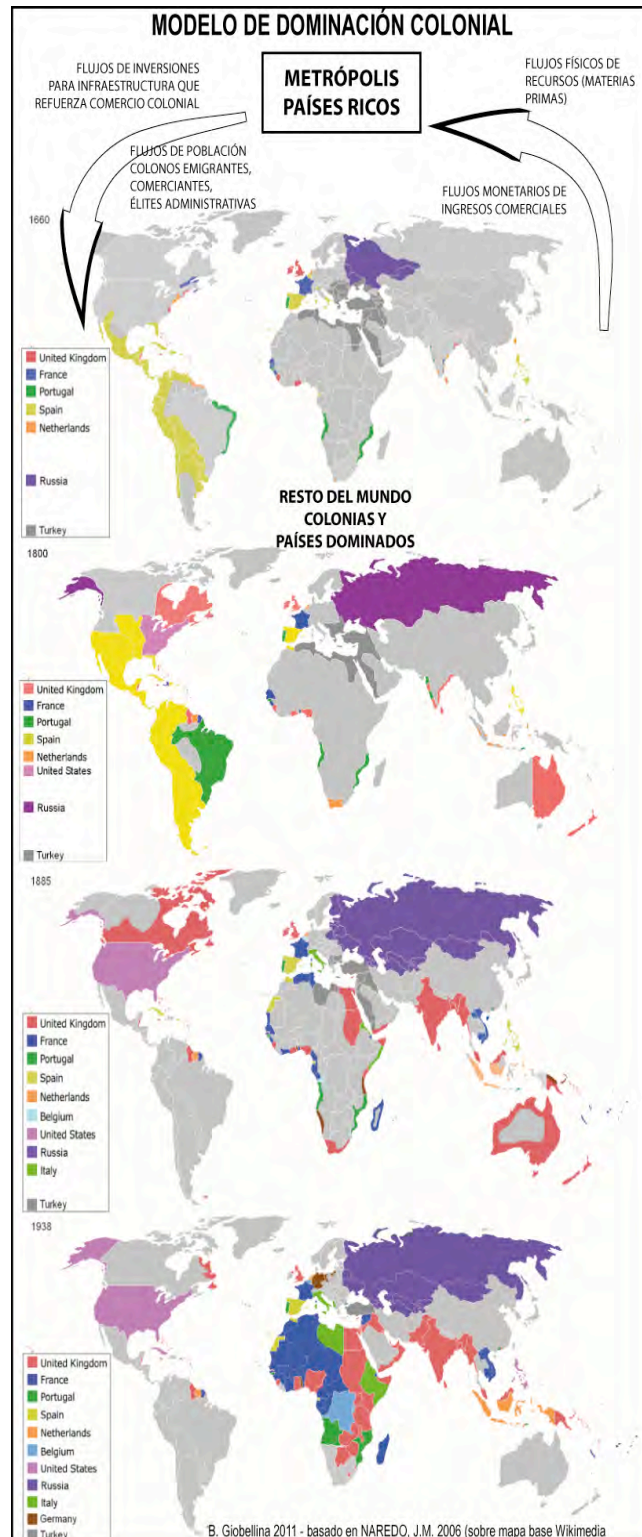 MODELO DE DOMINACIÓN COLONIAL
FLUJOS DE INVERSIONES
PARA INFRAESTRUCTURA QUE
REFUERZA COMERCIO COLONIAL
METRÓPOLIS
PAÍSES RICOS
FLUJOS FÍSICOS DE
RECURSOS (MATERIAS
PRIMAS)
FLUJOS DE POBLACIÓN
COLONOS EMIGRANTES,
COMERCIANTES,
ÉLITES ADMINISTRATIVAS
FLUJOS MONETARIOS DE
INGRESOS COMERCIALES
1660
United Kingdom
France
Portugal
Spain
Netherlands
Russia
Turkey
RESTO DEL MUNDO
COLONIAS Y
PAÍSES DOMINADOS
1800
United Kingdom
France
Portugal
Spain
Netherlands
United States
Russia
Turkey
1885
United Kingdom
France
Portugal
Spain
Netherlands
Belgium
United States
Russia
Italy
Turkey
1938
United Kingdom
France
Portugal
Spain
Netherlands
Belgium
United States
Russia
Italy
Germany
Turkey
B. Giobellina 2011 - basado en NAREDO, J.M. 2006 (sobre mapa base Wikimedia